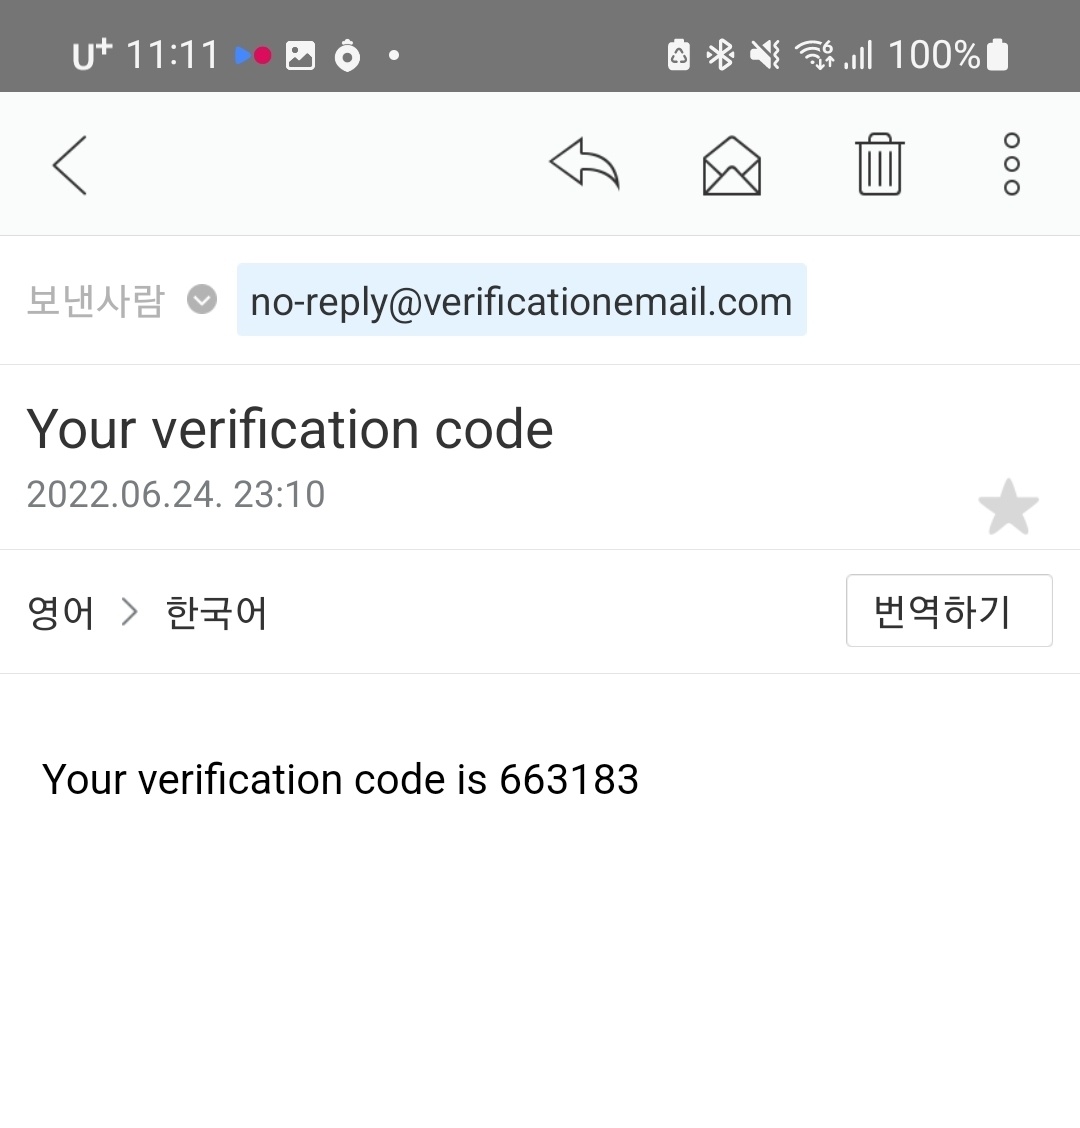 U+ 11:11 100%
보낸사람 no-reply@verificationemail.com
Your verification code
2022.06.24. 23:10
영어 > 한국어 번역하기
Your verification code is 663183